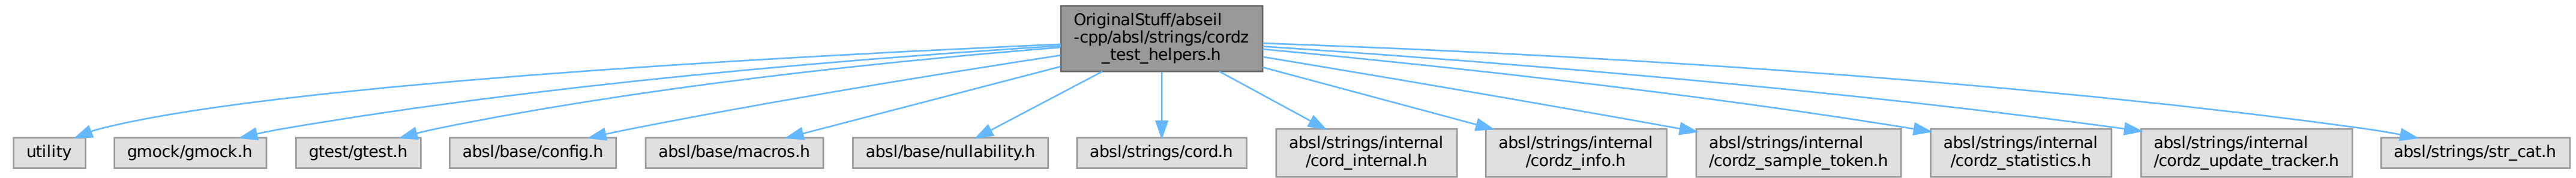 OriginalStuff/abseil
-cpp/absl/strings/cordz
_test_helpers.h
utility
gmock/gmock.h
gtest/gtest.h
absl/base/config.h
absl/base/macros.h
absl/base/nullability.h
absl/strings/cord.h
absl/strings/internal
/cord_internal.h
absl/strings/internal
/cordz_info.h
absl/strings/internal
/cordz_sample_token.h
absl/strings/internal
/cordz_statistics.h
absl/strings/internal
/cordz_update_tracker.h
absl/strings/str_cat.h